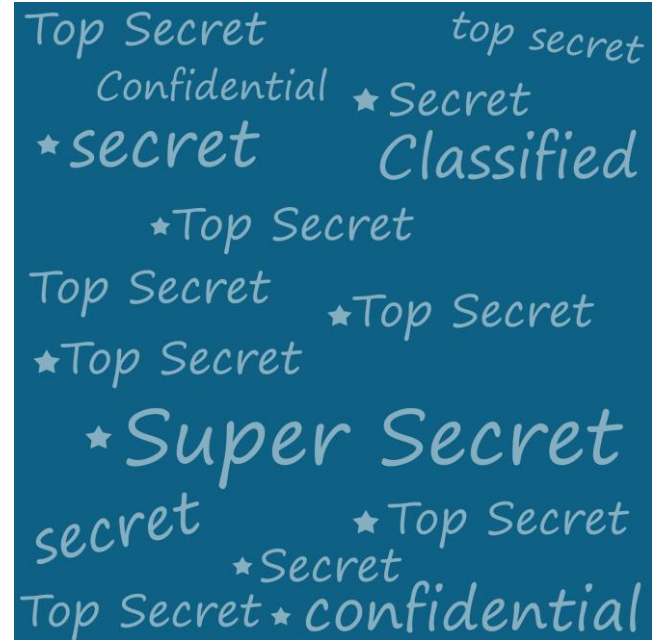 Top Secret
top secret
Confidential
★ Secret
★ secret
Classified
★Top Secret
Top Secret
★Top Secret
★Top Secret
★ Super Secret
secret
★ Top Secret
★Secret
Top Secret ★ confidential